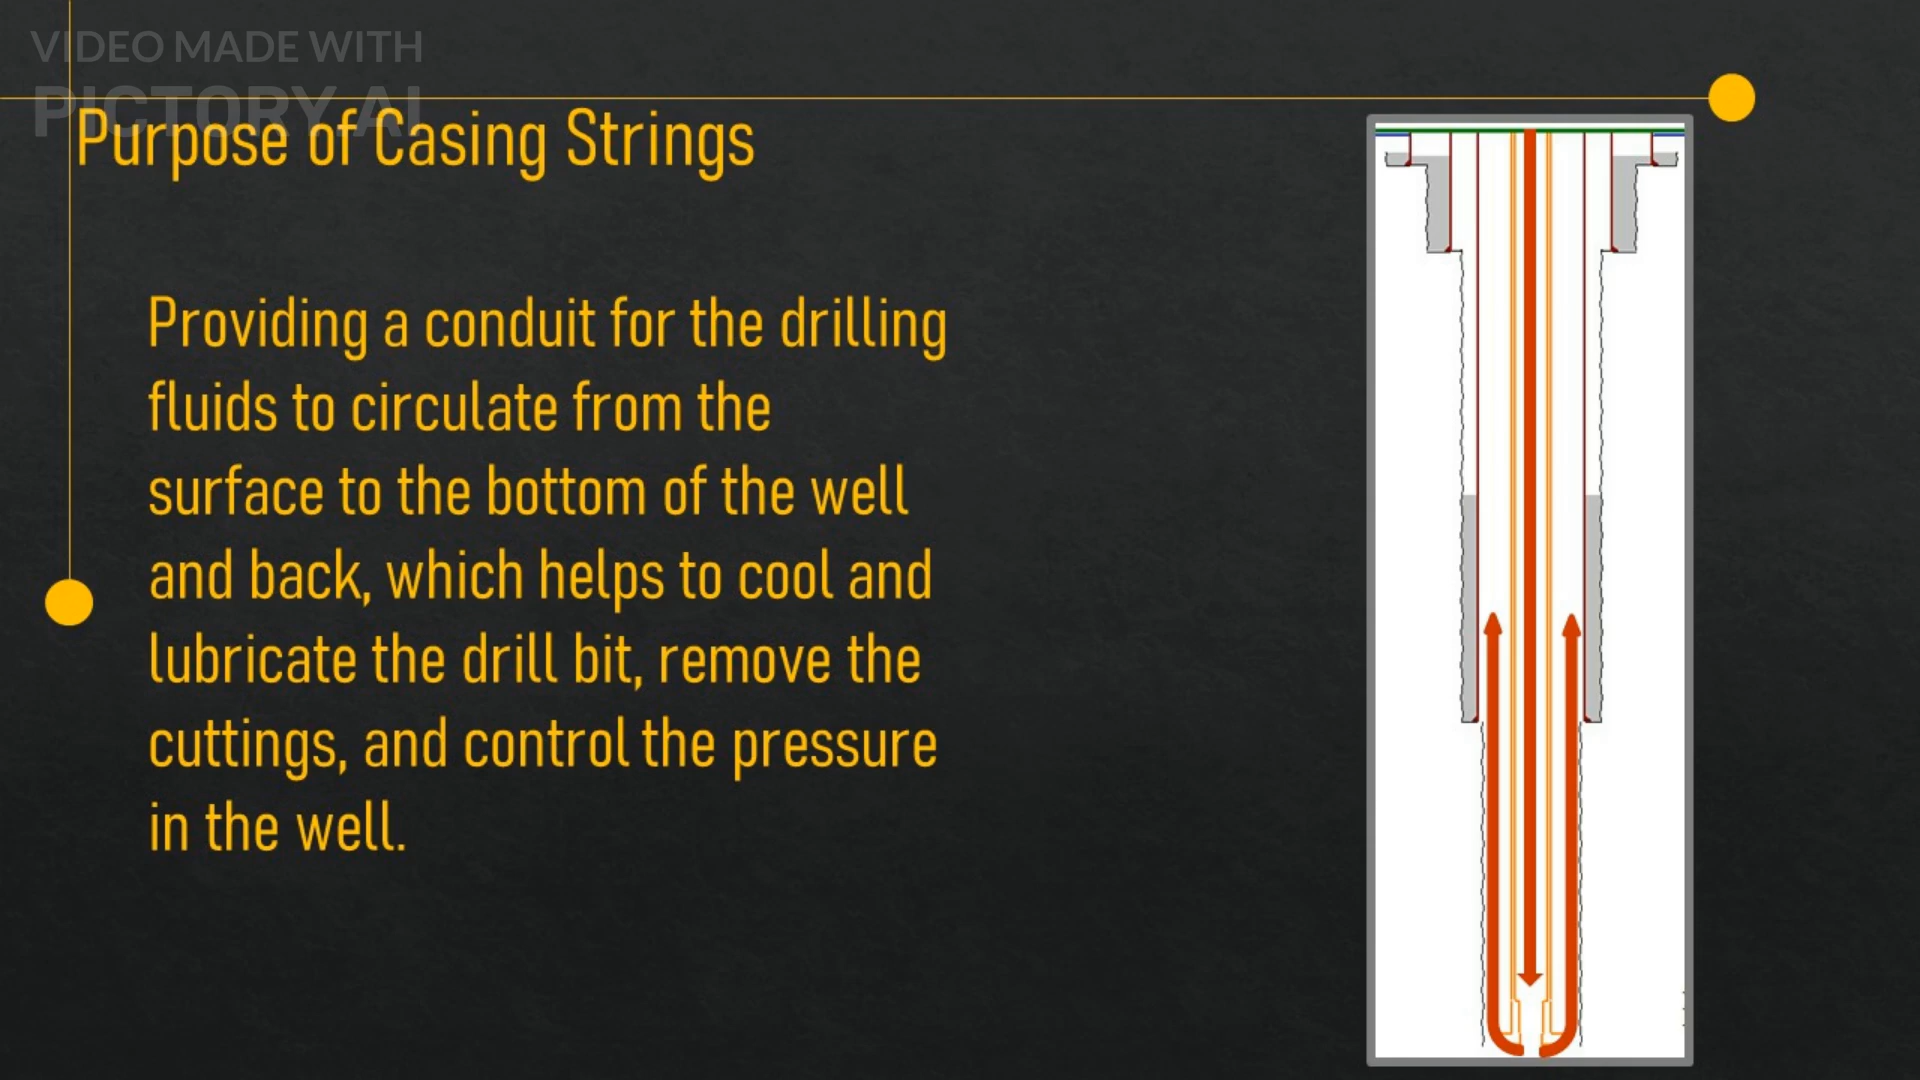 VIDEO MADE WITH
PICTORY.AI
Purpose of Casing Strings
Providing a conduit for the drilling
fluids to circulate from the
surface to the bottom of the well
and back, which helps to cool and
lubricate the drill bit, remove the
cuttings, and control the pressure
in the well.